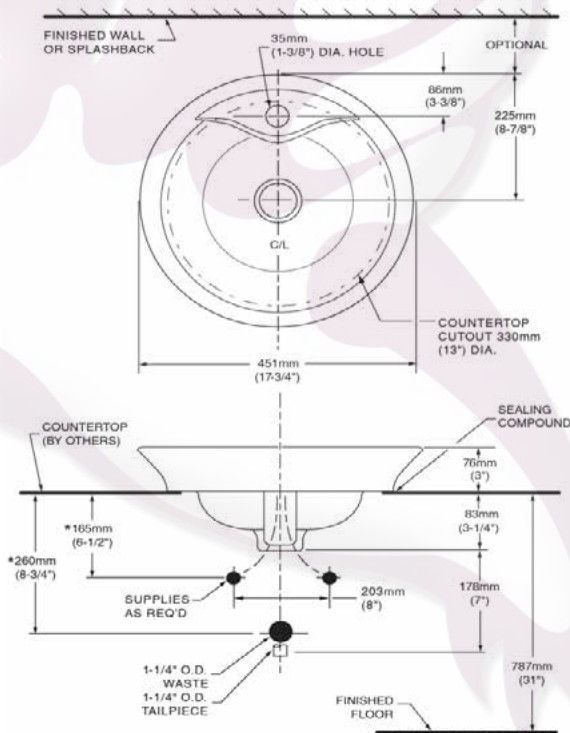 FINISHED WALL
OR SPLASHBACK
35mm
(1-3/8") DIA. HOLE
OPTIONAL
86mm
(3-3/8")
225mm
(8-7/8")
C/L
COUNTERTOP
CUTOUT 330mm
(13") DIA.
451mm
(17-3/4")
COUNTERTOP
(BY OTHERS)
SEALING
COMPOUND
76mm
(3")
83mm
(3-1/4")
*165mm
(6-1/2")
*260mm
(8-3/4")
SUPPLIES
AS REQ'D
203mm
(8")
178mm
(7")
1-1/4" O.D.
WASTE
1-1/4" O.D.
TAILPIECE
787mm
(31")
FINISHED
FLOOR